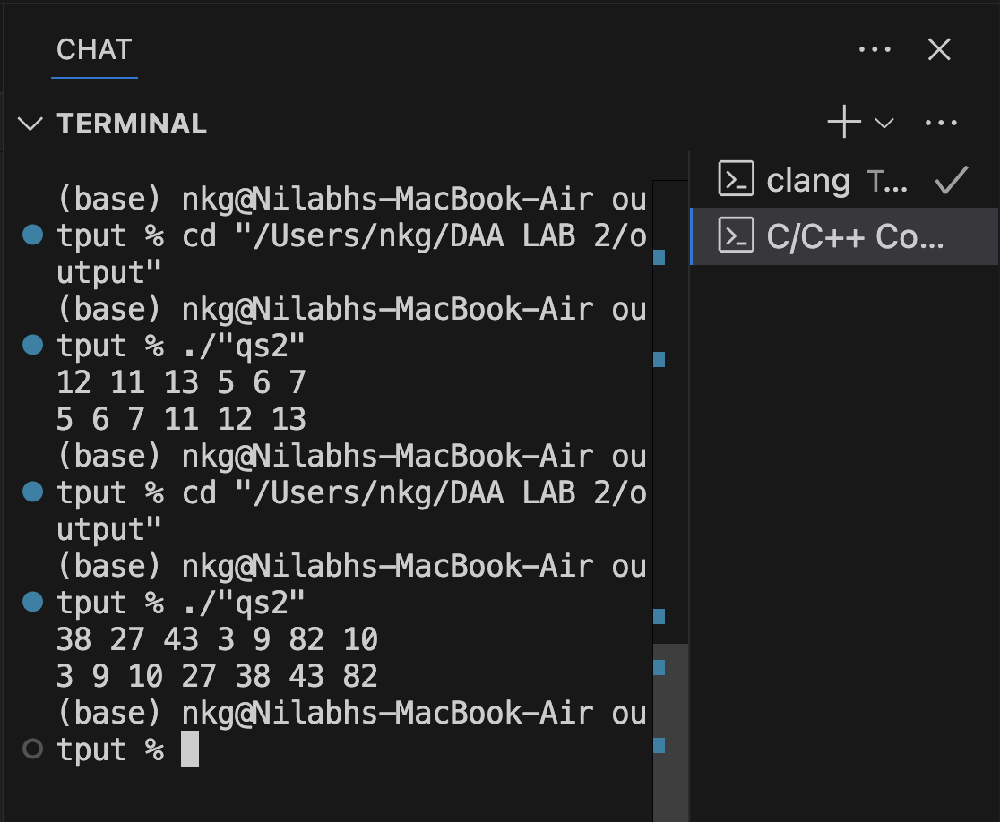 CHAT
TERMINAL
(base) nkg@Nilabhs-MacBook-Air ou
tput % cd "/Users/nkg/DAA LAB 2/o
utput"
(base) nkg@Nilabhs-MacBook-Air ou
tput % ./"qs2"
12 11 13 5 6 7
5 6 7 11 12 13
(base) nkg@Nilabhs-MacBook-Air ou
tput % cd "/Users/nkg/DAA LAB 2/o
utput"
(base) nkg@Nilabhs-MacBook-Air ou
tput % ./"qs2"
38 27 43 3 9 82 10
3 9 10 27 38 43 82
(base) nkg@Nilabhs-MacBook-Air ou
tput %
clang T...
C/C++ Co...